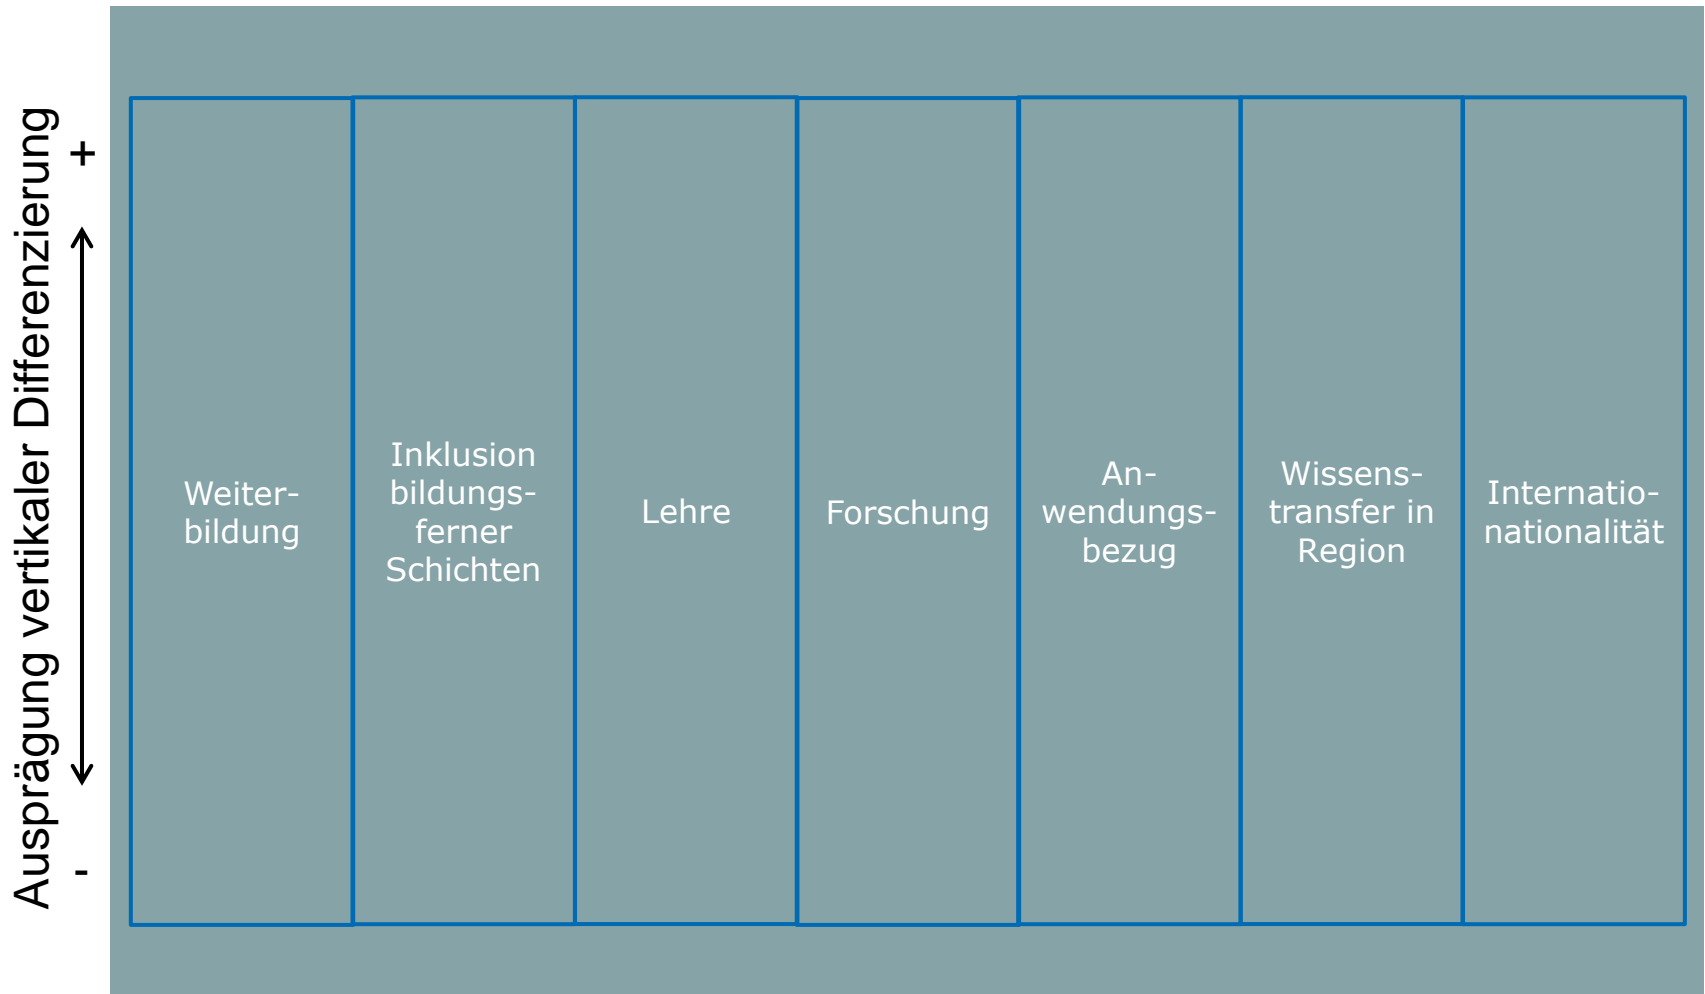 Ausprägung vertikaler Differenzierung
+
-
Weiter-
bildung
Inklusion
bildungs-
ferner
Schichten
Lehre
Forschung
An-
wendungs-
bezug
Wissens-
transfer in
Region
Internatio-
nationalität